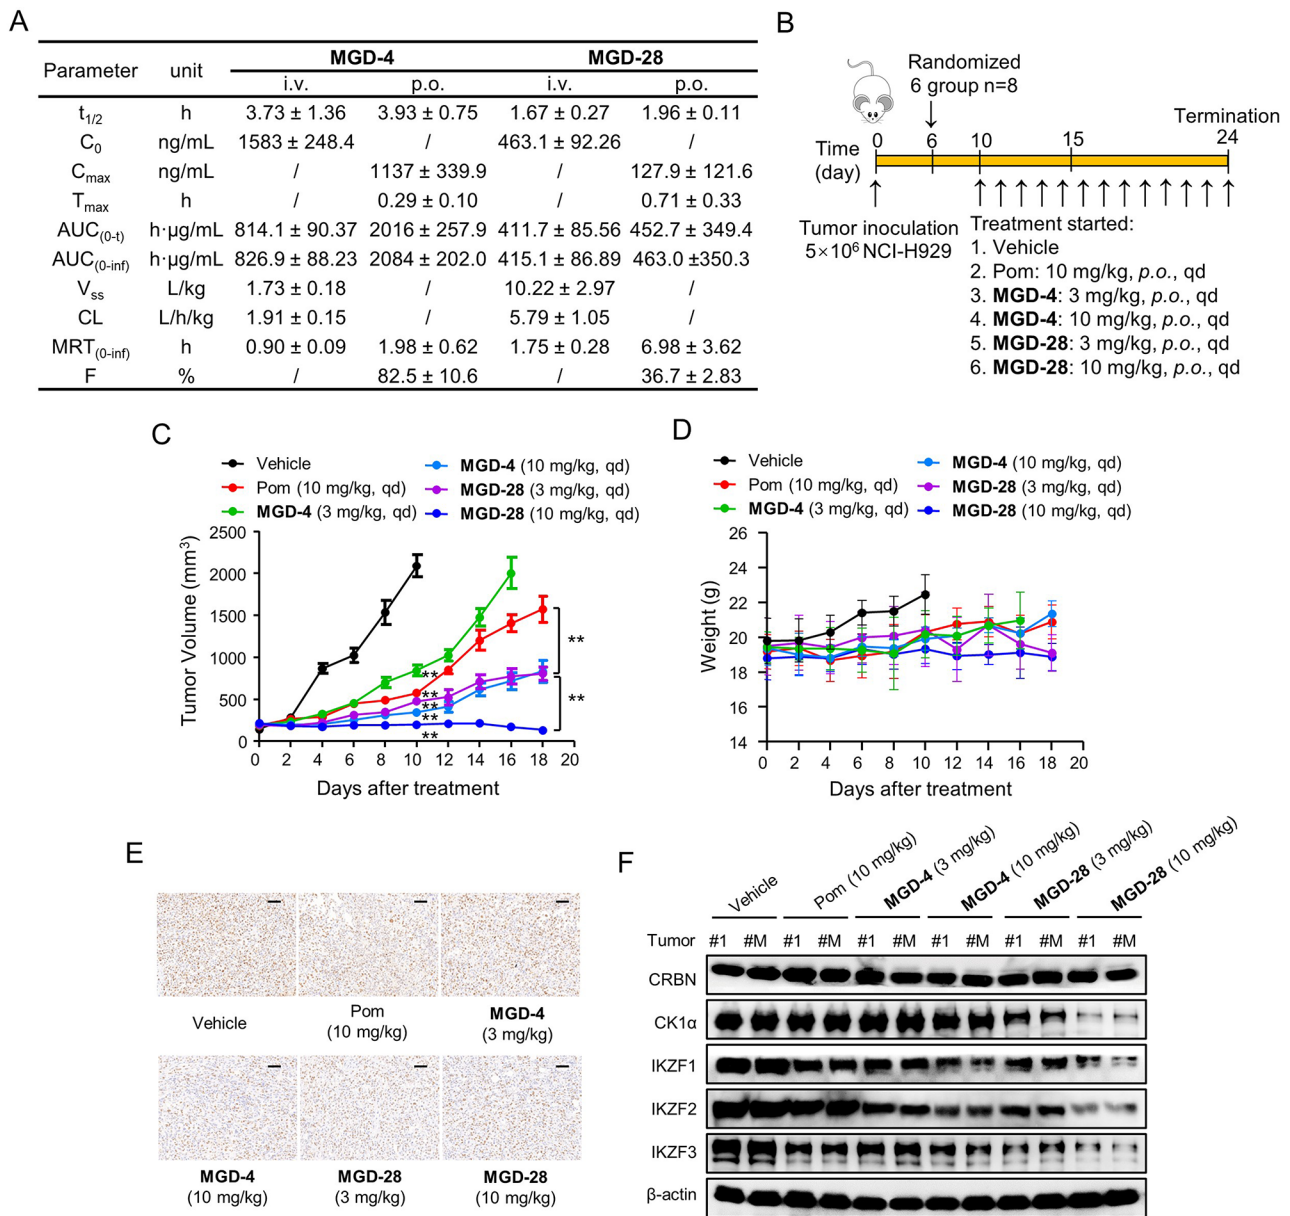 A
Parameter unit MGD-4 MGD-28
i.v. p.o. i.v. p.o.
t1/2 h 3.73 ± 1.36 3.93 ± 0.75 1.67 ± 0.27 1.96 ± 0.11
C0 ng/mL 1583 ± 248.4 / 463.1 ± 92.26 /
Cmax ng/mL / 1137 ± 339.9 / 127.9 ± 121.6
Tmax h / 0.29 ± 0.10 / 0.71 ± 0.33
AUC(0-t) h·μg/mL 814.1 ± 90.37 2016 ± 257.9 411.7 ± 85.56 452.7 ± 349.4
AUC(0-inf) h·μg/mL 826.9 ± 88.23 2084 ± 202.0 415.1 ± 86.89 463.0 ±350.3
Vss L/kg 1.73 ± 0.18 / 10.22 ± 2.97 /
CL L/h/kg 1.91 ± 0.15 / 5.79 ± 1.05 /
MRT(0-inf) h 0.90 ± 0.09 1.98 ± 0.62 1.75 ± 0.28 6.98 ± 3.62
F % / 82.5 ± 10.6 / 36.7 ± 2.83
B
Randomized
6 group n=8
Termination
0 6 10 15 24
Time
(day)
Tumor inoculation
5×10⁶ NCI-H929
Treatment started:
1. Vehicle
2. Pom: 10 mg/kg, p.o., qd
3. MGD-4: 3 mg/kg, p.o., qd
4. MGD-4: 10 mg/kg, p.o., qd
5. MGD-28: 3 mg/kg, p.o., qd
6. MGD-28: 10 mg/kg, p.o., qd
C
Vehicle
Pom (10 mg/kg, qd)
MGD-4 (3 mg/kg, qd)
MGD-4 (10 mg/kg, qd)
MGD-28 (3 mg/kg, qd)
MGD-28 (10 mg/kg, qd)
Tumor Volume (mm³)
2500
2000
1500
1000
500
0
**
**
**
**
**
**
0 2 4 6 8 10 12 14 16 18 20
Days after treatment
D
Vehicle
Pom (10 mg/kg, qd)
MGD-4 (3 mg/kg, qd)
MGD-4 (10 mg/kg, qd)
MGD-28 (3 mg/kg, qd)
MGD-28 (10 mg/kg, qd)
Weight (g)
26
24
22
20
18
16
14
0 2 4 6 8 10 12 14 16 18 20
Days after treatment
E
Vehicle
Pom
(10 mg/kg)
MGD-4
(3 mg/kg)
MGD-4
(10 mg/kg)
MGD-28
(3 mg/kg)
MGD-28
(10 mg/kg)
F
Vehicle
Pom (10 mg/kg)
MGD-4 (3 mg/kg)
MGD-4 (10 mg/kg)
MGD-28 (3 mg/kg)
MGD-28 (10 mg/kg)
Tumor #1 #M #1 #M #1 #M #1 #M #1 #M #1 #M
CRBN
CK1α
IKZF1
IKZF2
IKZF3
β-actin